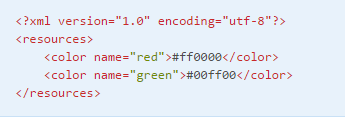 <?xml version="1.0" encoding="utf-8"?>
<resources>
    <color name="red">#ff0000</color>
    <color name="green">#00ff00</color>
</resources>